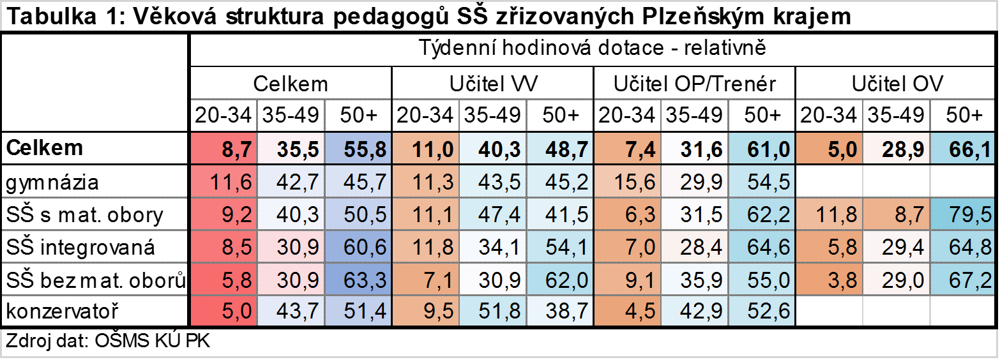 Tabulka 1: Věková struktura pedagogů SŠ zřizovaných Plzeňským krajem
Týdenní hodinová dotace - relativně
Celkem Učitel VV Učitel OP/Trenér Učitel OV
20-34 35-49 50+ 20-34 35-49 50+ 20-34 35-49 50+ 20-34 35-49 50+
Celkem 8,7 35,5 55,8 11,0 40,3 48,7 7,4 31,6 61,0 5,0 28,9 66,1
gymnázia 11,6 42,7 45,7 11,3 43,5 45,2 15,6 29,9 54,5
SŠ s mat. obory 9,2 40,3 50,5 11,1 47,4 41,5 6,3 31,5 62,2 11,8 8,7 79,5
SŠ integrovaná 8,5 30,9 60,6 11,8 34,1 54,1 7,0 28,4 64,6 5,8 29,4 64,8
SŠ bez mat. oborů 5,8 30,9 63,3 7,1 30,9 62,0 9,1 35,9 55,0 3,8 29,0 67,2
konzervatoř 5,0 43,7 51,4 9,5 51,8 38,7 4,5 42,9 52,6
Zdroj dat: OŠMS KÚ PK